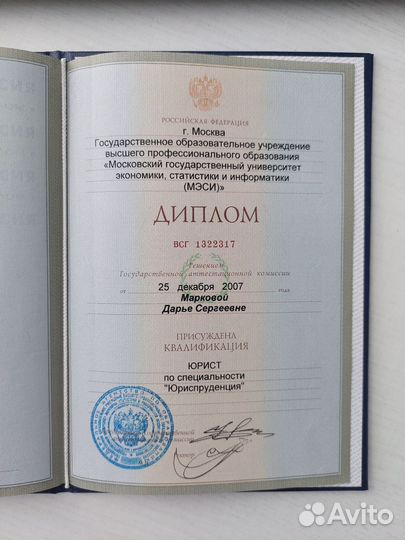 РОССИЙСКАЯ ФЕДЕРАЦИЯ
г. Москва
Государственное образовательное учреждение
высшего профессионального образования
«Московский государственный университет
экономики, статистики и информатики
(МЭСИ)»
ДИПЛОМ
ВСГ 1322317
Решением
Государственной аттестационной комиссии
от 25 декабря 2007 года
Марковой
Дарье Сергеевне
ПРИСУЖДЕНА
КВАЛИФИКАЦИЯ
ЮРИСТ
по специальности
"Юриспруденция"
Avito